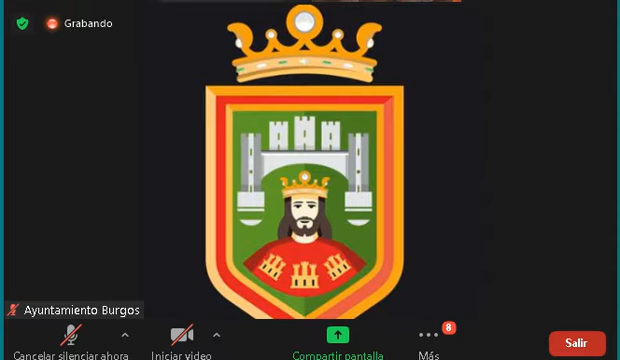 Grabando
Ayuntamiento Burgos
8
Cancelar silenciar ahora Iniciar video Compartir pantalla Más Salir